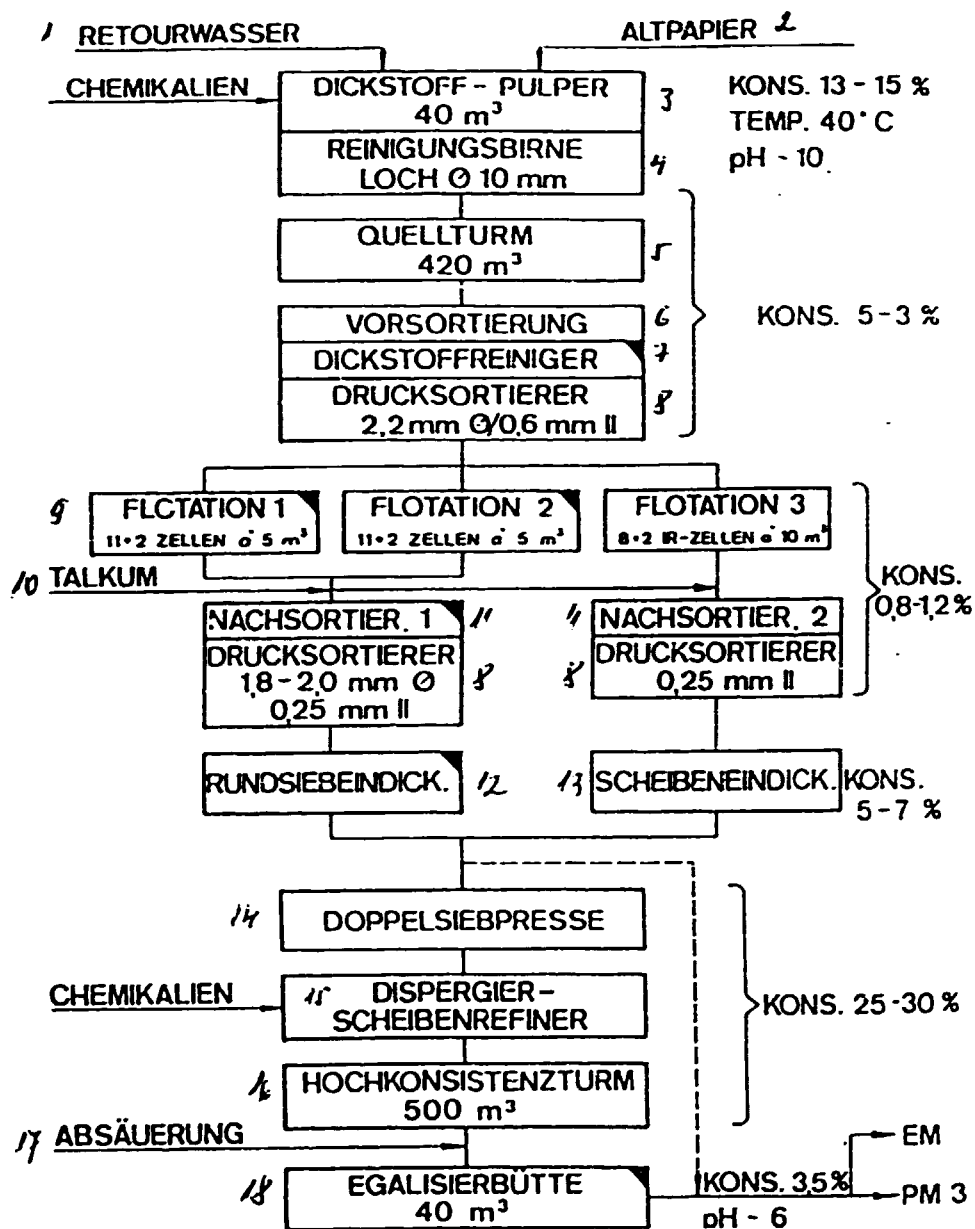 1 RETOURWASSER
ALTPAPIER 2
CHEMIKALIEN
DICKSTOFF - PULPER
40 m³
3
KONS. 13 - 15 %
TEMP. 40°C
pH - 10
REINIGUNGSBIRNE
LOCH ∅ 10 mm
4
QUELLTURM
420 m³
5
VORSORTIERUNG
6
DICKSTOFFREINIGER
7
DRUCKSORTIERER
2,2 mm ∅/0,6 mm II
8
KONS. 5 - 3 %
9
FLCTATION 1
11+2 ZELLEN a° 5 m³
FLOTATION 2
11+2 ZELLEN a° 5 m³
FLOTATION 3
8+2 IR-ZELLEN a° 10 m³
10 TALKUM
KONS.
0,8-1,2 %
NACHSORTIER. 1
11
DRUCKSORTIERER
1,8 - 2,0 mm ∅
0,25 mm II
8
NACHSORTIER. 2
DRUCKSORTIERER
0,25 mm II
8
RUNDSIEBEINDICK.
12
13
SCHEIBENEINDICK.
KONS.
5 - 7 %
14
DOPPELSIEBPRESSE
CHEMIKALIEN
15
DISPERGIER -
SCHEIBENREFINER
KONS. 25 - 30 %
16
HOCHKONSISTENZTURM
500 m³
17 ABSÄUERUNG
18
EGALISIERBÜTTE
40 m³
KONS. 3,5 %
pH - 6
EM
PM 3